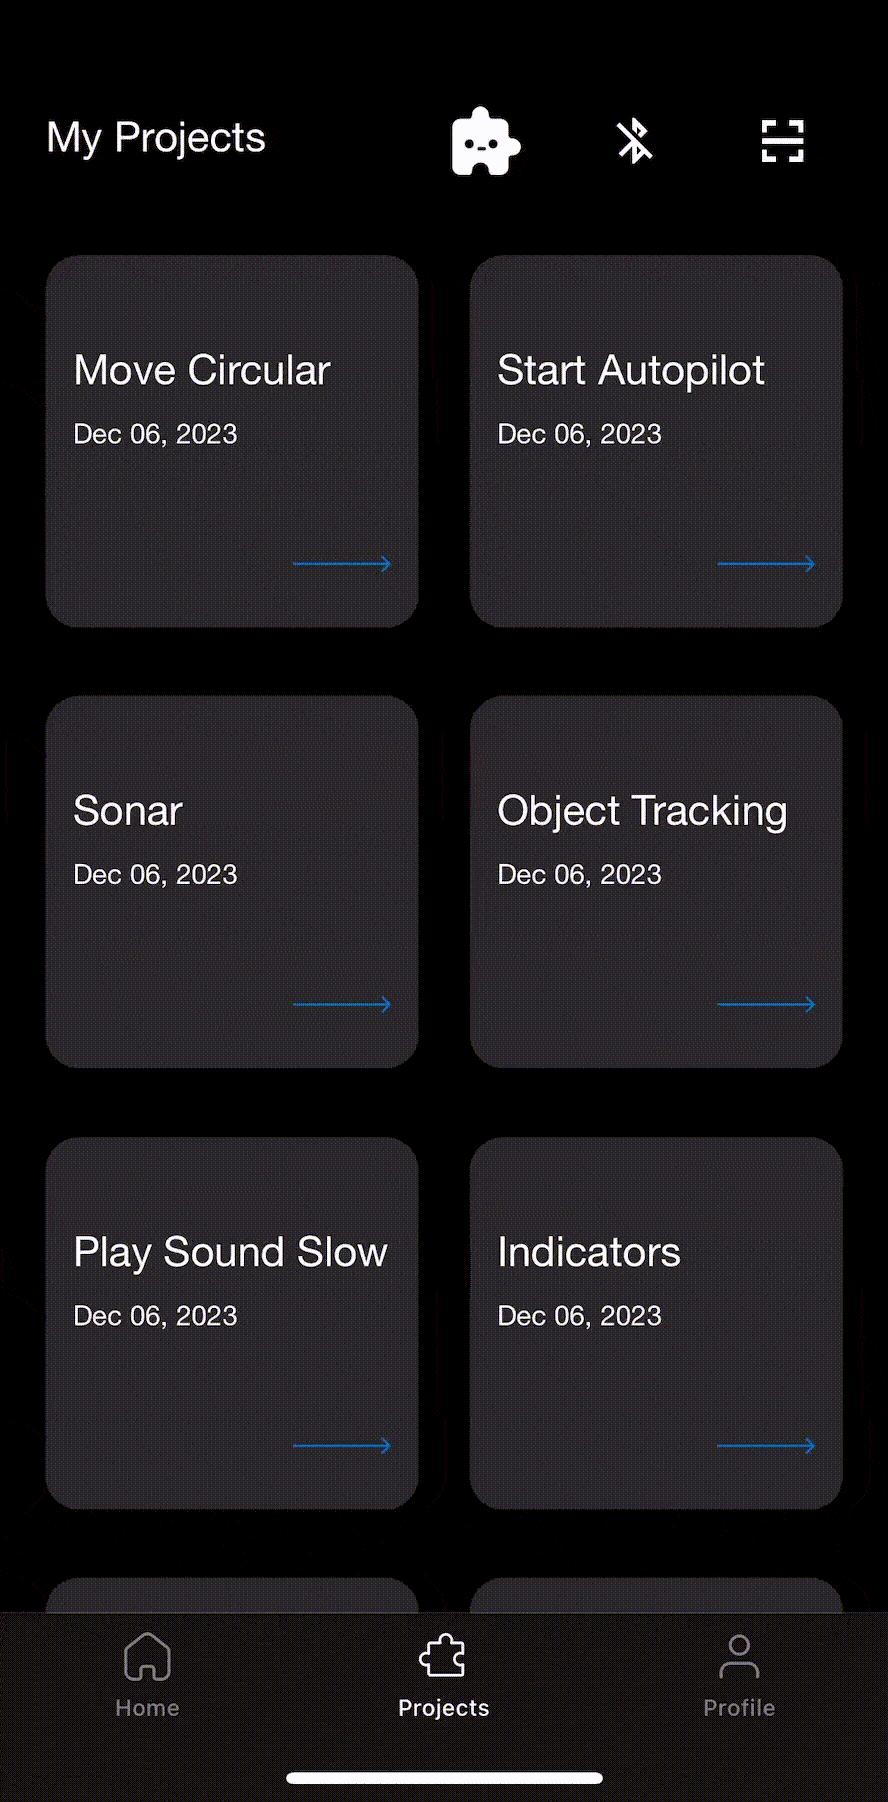 My Projects
Move Circular
Dec 06, 2023
Start Autopilot
Dec 06, 2023
Sonar
Dec 06, 2023
Object Tracking
Dec 06, 2023
Play Sound Slow
Dec 06, 2023
Indicators
Dec 06, 2023
Home
Projects
Profile